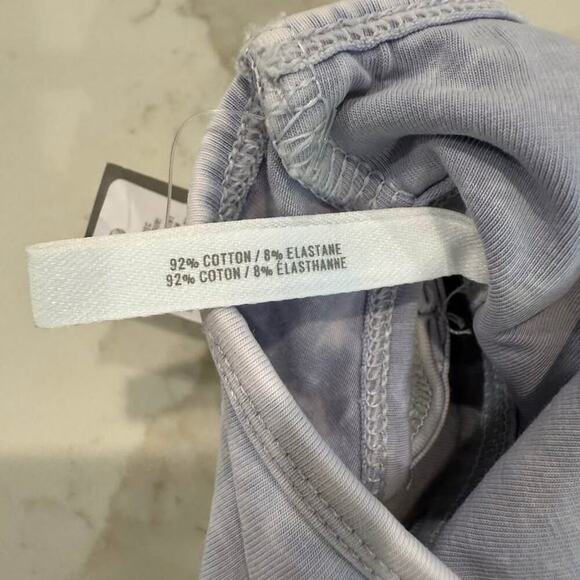 92% COTTON / 8% ELASTANE
92% COTON / 8% ÉLASTHANNE